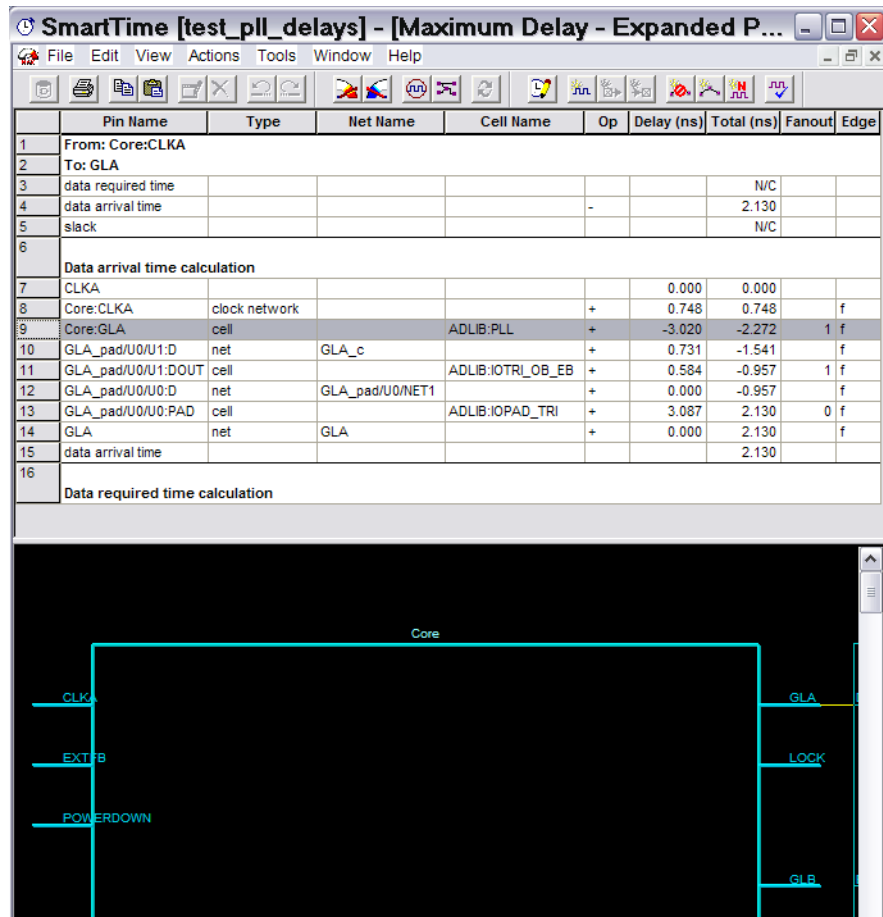 SmartTime [test_pll_delays] - [Maximum Delay - Expanded P...
File Edit View Actions Tools Window Help
Pin Name Type Net Name Cell Name Op Delay (ns) Total (ns) Fanout Edge
1 From: Core:CLKA
2 To: GLA
3 data required time N/C
4 data arrival time - 2.130
5 slack N/C
6
Data arrival time calculation
7 CLKA 0.000 0.000
8 Core:CLKA clock network + 0.748 0.748 f
9 Core:GLA cell ADLIB:PLL + -3.020 -2.272 1 f
10 GLA_pad/U0/U1:D net GLA_c + 0.731 -1.541 f
11 GLA_pad/U0/U1:DOUT cell ADLIB:IOTRI_OB_EB + 0.584 -0.957 1 f
12 GLA_pad/U0/U0:D net GLA_pad/U0/NET1 + 0.000 -0.957 f
13 GLA_pad/U0/U0:PAD cell ADLIB:IOPAD_TRI + 3.087 2.130 0 f
14 GLA net GLA + 0.000 2.130 f
15 data arrival time 2.130
16
Data required time calculation
Core
CLKA GLA
EXTFB LOCK
POWERDOWN
GLB